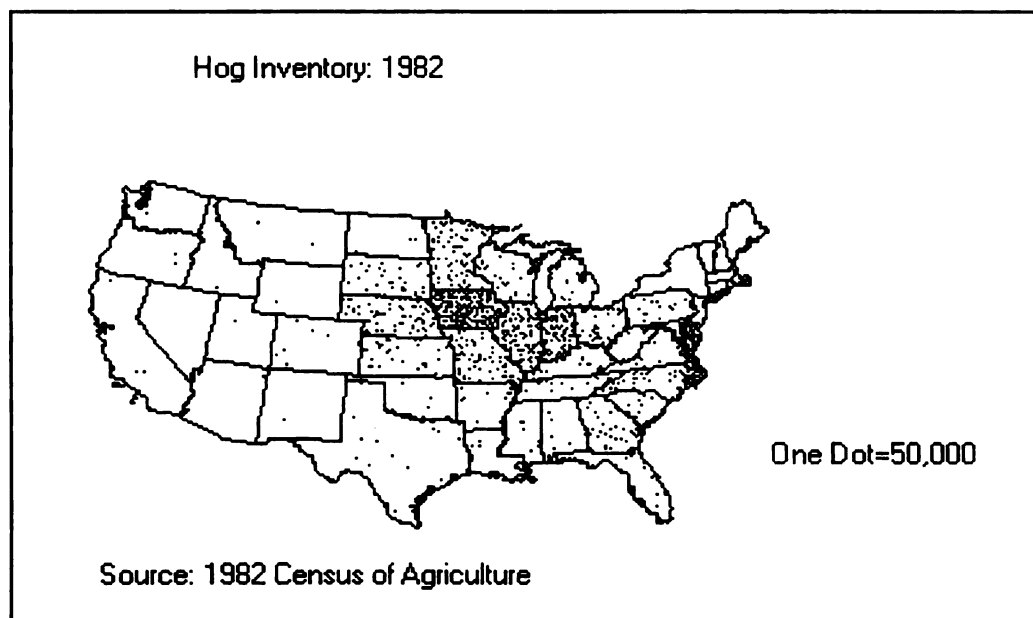 Hog Inventory: 1982
One Dot=50,000
Source: 1982 Census of Agriculture